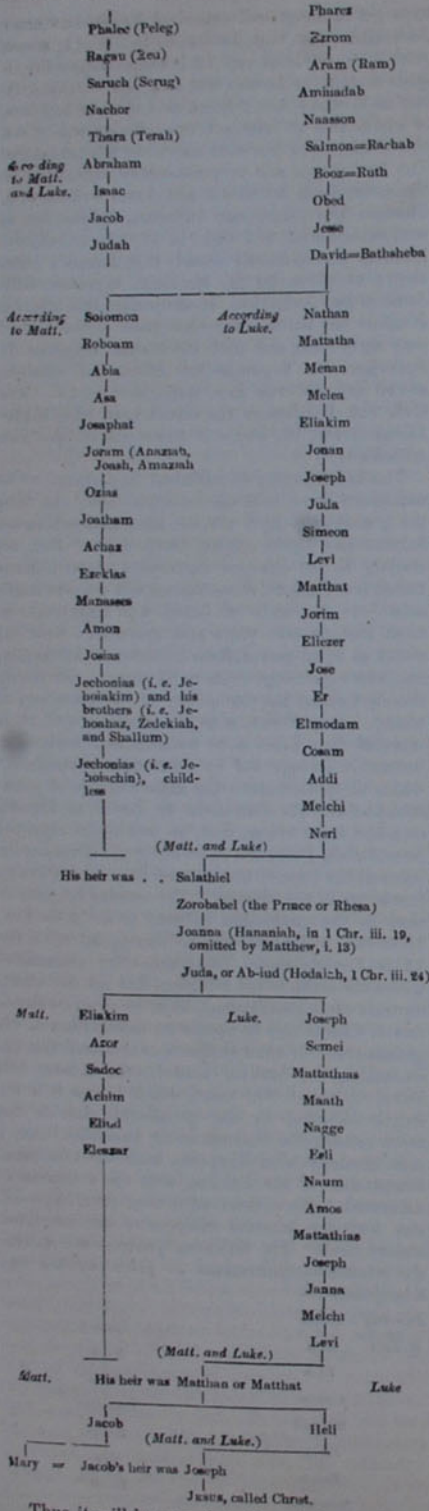 Phalec (Peleg)
Ragau (Reu)
Saruch (Serug)
Nachor
Thara (Terah)
According Abraham
to Matt.
and Luke. Isaac
Jacob
Judah
Phares
Ezrom
Aram (Ram)
Aminadab
Naasson
Salmon=Rachab
Booz=Ruth
Obed
Jesse
David=Bathsheba
According Solomon
to Matt.
Roboam
Abia
Asa
Josaphat
Joram (Ahaziah,
Joash, Amaziah
Ozias
Joatham
Achaz
Ezekias
Manasses
Amon
Josias
Jechonias (i. e. Je-
hoiakim) and his
brothers (i. e. Je-
hoahaz, Zedekiah,
and Shallum)
Jechonias (i. e. Je-
hoiachin), child-
less
According Nathan
to Luke.
Mattatha
Menan
Melea
Eliakim
Jonan
Joseph
Juda
Simeon
Levi
Matthat
Jorim
Eliezer
Jose
Er
Elmodam
Cosam
Addi
Melchi
Neri
(Matt. and Luke)
His heir was . . Salathiel
Zorobabel (the Prince or Rhesa)
Joanna (Hananiah, in 1 Chr. iii. 19,
omitted by Matthew, i. 13)
Juda, or Ab-iud (Hodaiah, 1 Chr. iii. 24)
Matt. Eliakim
Azor
Sadoc
Achim
Eliud
Eleazar
Luke. Joseph
Semei
Mattathias
Maath
Nagge
Esli
Naum
Amos
Mattathias
Joseph
Janna
Melchi
Levi
(Matt. and Luke.)
Matt. His heir was Matthan or Matthat Luke
Jacob Heli
(Matt. and Luke.)
Mary = Jacob's heir was Joseph
JESUS, called Christ.